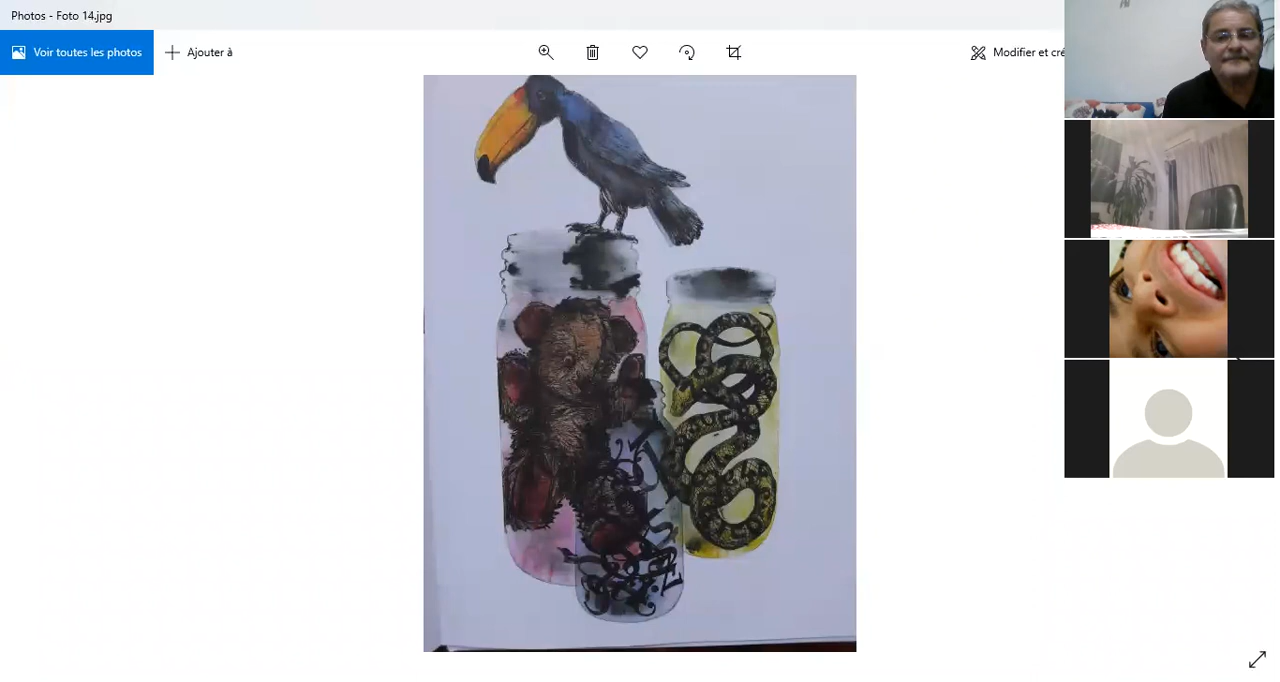 Photos - Foto 14.jpg
Voir toutes les photos
Ajouter à
Modifier et cré